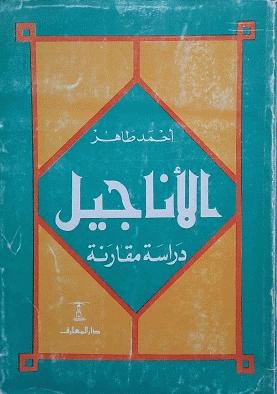 أحمد طاهر
الأناجيل
دراسة مقارنة
دار المعارف